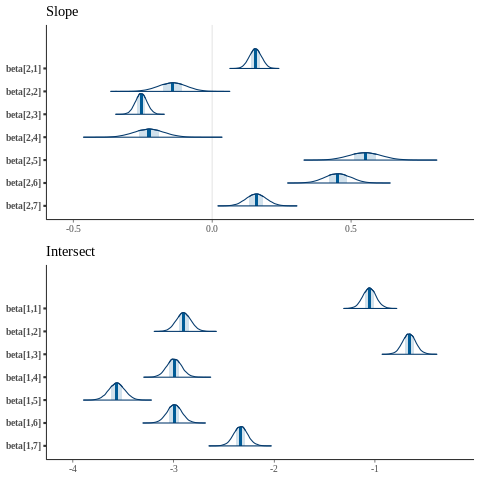 Slope
beta[2,1]
beta[2,2]
beta[2,3]
beta[2,4]
beta[2,5]
beta[2,6]
beta[2,7]
-0.5 0.0 0.5
Intersect
beta[1,1]
beta[1,2]
beta[1,3]
beta[1,4]
beta[1,5]
beta[1,6]
beta[1,7]
-4 -3 -2 -1